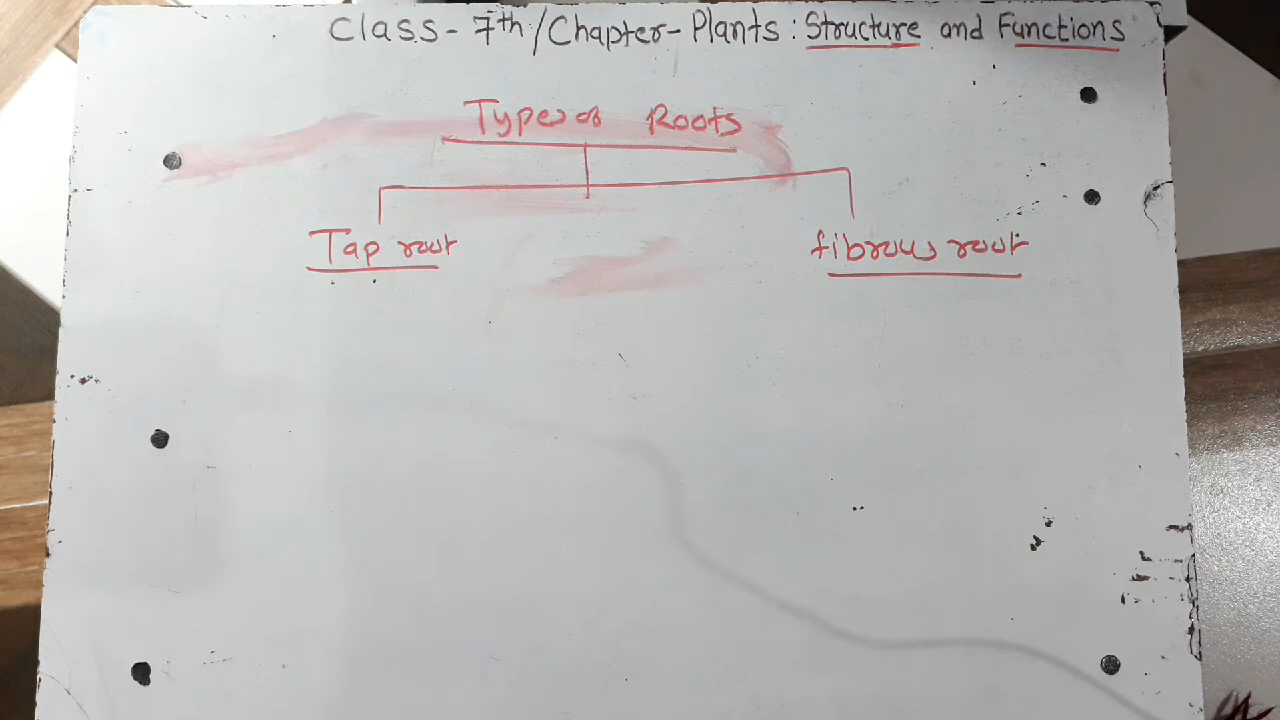 Class - 7th / Chapter - Plants : Structure and Functions
Types of Roots
Tap root
fibrous root